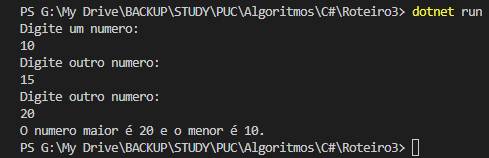 PS G:\My Drive\BACKUP\STUDY\PUC\Algoritmos\C#\Roteiro3> dotnet run
Digite um numero:
10
Digite outro numero:
15
Digite outro numero:
20
O numero maior é 20 e o menor é 10.
PS G:\My Drive\BACKUP\STUDY\PUC\Algoritmos\C#\Roteiro3>